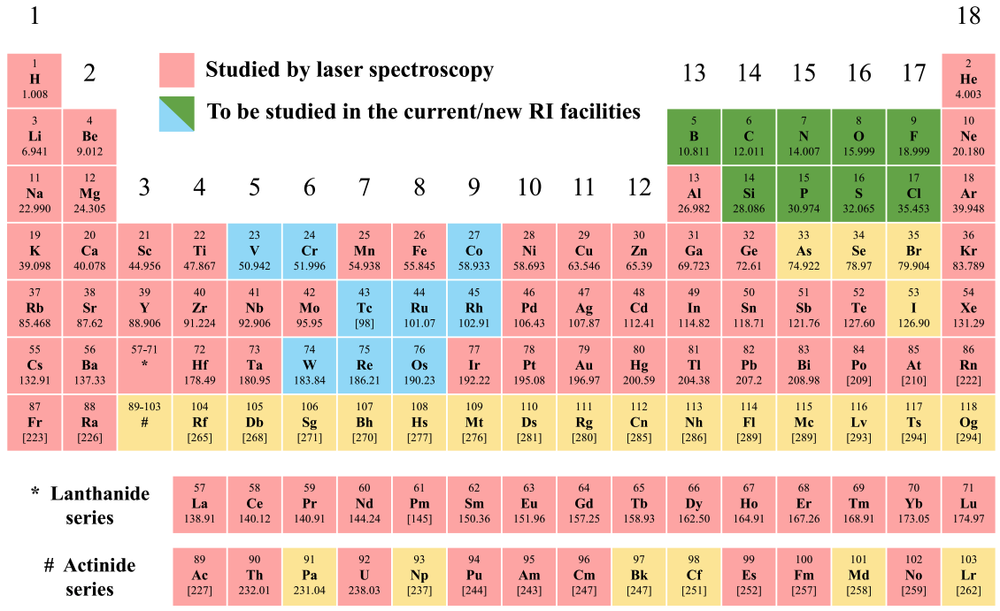 1 18
2 Studied by laser spectroscopy 13 14 15 16 17
To be studied in the current/new RI facilities
1 2
H He
1.008 4.003
3 4 5 6 7 8 9 10
Li Be B C N O F Ne
6.941 9.012 10.811 12.011 14.007 15.999 18.999 20.180
3 4 5 6 7 8 9 10 11 12
11 12 13 14 15 16 17 18
Na Mg Al Si P S Cl Ar
22.990 24.305 26.982 28.086 30.974 32.065 35.453 39.948
19 20 21 22 23 24 25 26 27 28 29 30 31 32 33 34 35 36
K Ca Sc Ti V Cr Mn Fe Co Ni Cu Zn Ga Ge As Se Br Kr
39.098 40.078 44.956 47.867 50.942 51.996 54.938 55.845 58.933 58.693 63.546 65.39 69.723 72.61 74.922 78.97 79.904 83.789
37 38 39 40 41 42 43 44 45 46 47 48 49 50 51 52 53 54
Rb Sr Y Zr Nb Mo Tc Ru Rh Pd Ag Cd In Sn Sb Te I Xe
85.468 87.62 88.906 91.224 92.906 95.95 [98] 101.07 102.91 106.43 107.87 112.41 114.82 118.71 121.76 127.60 126.90 131.29
55 56 57-71 72 73 74 75 76 77 78 79 80 81 82 83 84 85 86
Cs Ba * Hf Ta W Re Os Ir Pt Au Hg Tl Pb Bi Po At Rn
132.91 137.33 178.49 180.95 183.84 186.21 190.23 192.22 195.08 196.97 200.59 204.38 207.2 208.98 [209] [210] [222]
87 88 89-103 104 105 106 107 108 109 110 111 112 113 114 115 116 117 118
Fr Ra # Rf Db Sg Bh Hs Mt Ds Rg Cn Nh Fl Mc Lv Ts Og
[223] [226] [265] [268] [271] [270] [277] [276] [281] [280] [285] [286] [289] [289] [293] [294] [294]
* Lanthanide
series
57 58 59 60 61 62 63 64 65 66 67 68 69 70 71
La Ce Pr Nd Pm Sm Eu Gd Tb Dy Ho Er Tm Yb Lu
138.91 140.12 140.91 144.24 [145] 150.36 151.96 157.25 158.93 162.50 164.91 167.26 168.91 173.05 174.97
# Actinide
series
89 90 91 92 93 94 95 96 97 98 99 100 101 102 103
Ac Th Pa U Np Pu Am Cm Bk Cf Es Fm Md No Lr
[227] 232.01 231.04 238.03 [237] [244] [243] [247] [247] [251] [252] [257] [258] [259] [262]